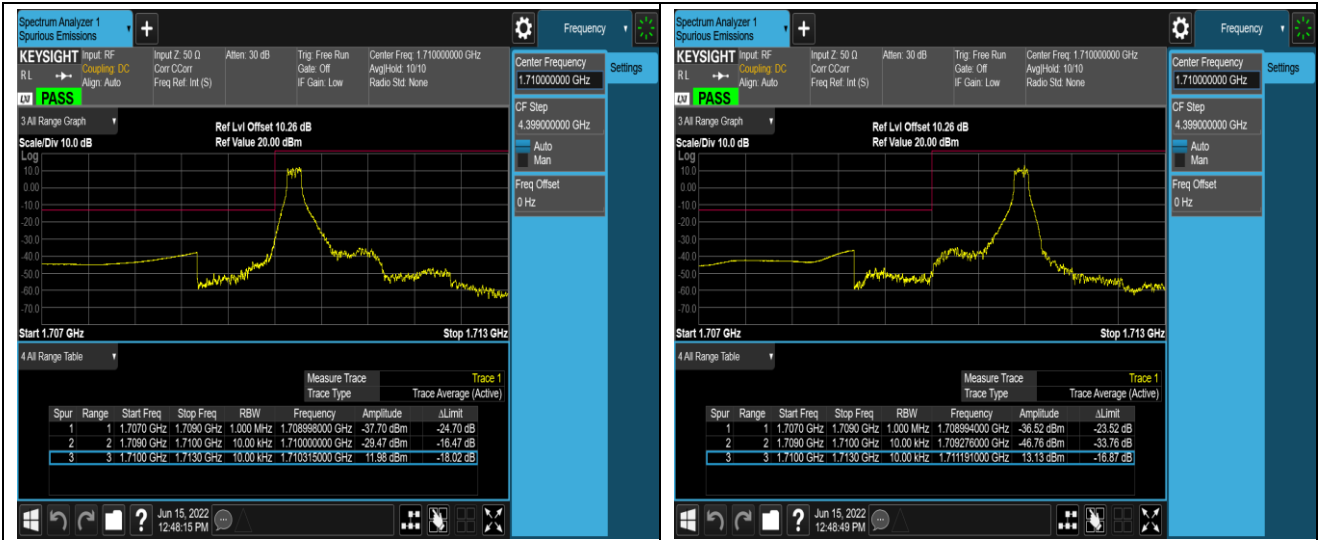 Spectrum Analyzer 1
Spurious Emissions
+
Frequency
KEYSIGHT
R L
LXI
PASS
Input: RF
Coupling: DC
Align: Auto
Input Z: 50 Ω
Corr CCorr
Freq Ref: Int (S)
Atten: 30 dB
Trig: Free Run
Gate: Off
IF Gain: Low
Center Freq: 1.710000000 GHz
Avg|Hold: 10/10
Radio Std: None
Center Frequency
1.710000000 GHz
Settings
CF Step
4.399000000 GHz
Auto
Man
Freq Offset
0 Hz
3 All Range Graph
Ref Lvl Offset 10.26 dB
Scale/Div 10.0 dB
Ref Value 20.00 dBm
Log
10.0
0.00
-10.0
-20.0
-30.0
-40.0
-50.0
-60.0
-70.0
Start 1.707 GHz
Stop 1.713 GHz
4 All Range Table
Measure Trace Trace 1
Trace Type Trace Average (Active)
Spur Range Start Freq Stop Freq RBW Frequency Amplitude ΔLimit
1 1 1.7070 GHz 1.7090 GHz 1.000 MHz 1.708998000 GHz -37.70 dBm -24.70 dB
2 2 1.7090 GHz 1.7100 GHz 10.00 kHz 1.710000000 GHz -29.47 dBm -16.47 dB
3 3 1.7100 GHz 1.7130 GHz 10.00 kHz 1.710315000 GHz 11.98 dBm -18.02 dB
?
Jun 15, 2022
12:48:15 PM
Spectrum Analyzer 1
Spurious Emissions
+
Frequency
KEYSIGHT
R L
LXI
PASS
Input: RF
Coupling: DC
Align: Auto
Input Z: 50 Ω
Corr CCorr
Freq Ref: Int (S)
Atten: 30 dB
Trig: Free Run
Gate: Off
IF Gain: Low
Center Freq: 1.710000000 GHz
Avg|Hold: 10/10
Radio Std: None
Center Frequency
1.710000000 GHz
Settings
CF Step
4.399000000 GHz
Auto
Man
Freq Offset
0 Hz
3 All Range Graph
Ref Lvl Offset 10.26 dB
Scale/Div 10.0 dB
Ref Value 20.00 dBm
Log
10.0
0.00
-10.0
-20.0
-30.0
-40.0
-50.0
-60.0
-70.0
Start 1.707 GHz
Stop 1.713 GHz
4 All Range Table
Measure Trace Trace 1
Trace Type Trace Average (Active)
Spur Range Start Freq Stop Freq RBW Frequency Amplitude ΔLimit
1 1 1.7070 GHz 1.7090 GHz 1.000 MHz 1.708994000 GHz -36.52 dBm -23.52 dB
2 2 1.7090 GHz 1.7100 GHz 10.00 kHz 1.709276000 GHz -46.76 dBm -33.76 dB
3 3 1.7100 GHz 1.7130 GHz 10.00 kHz 1.711191000 GHz 13.13 dBm -16.87 dB
?
Jun 15, 2022
12:48:49 PM